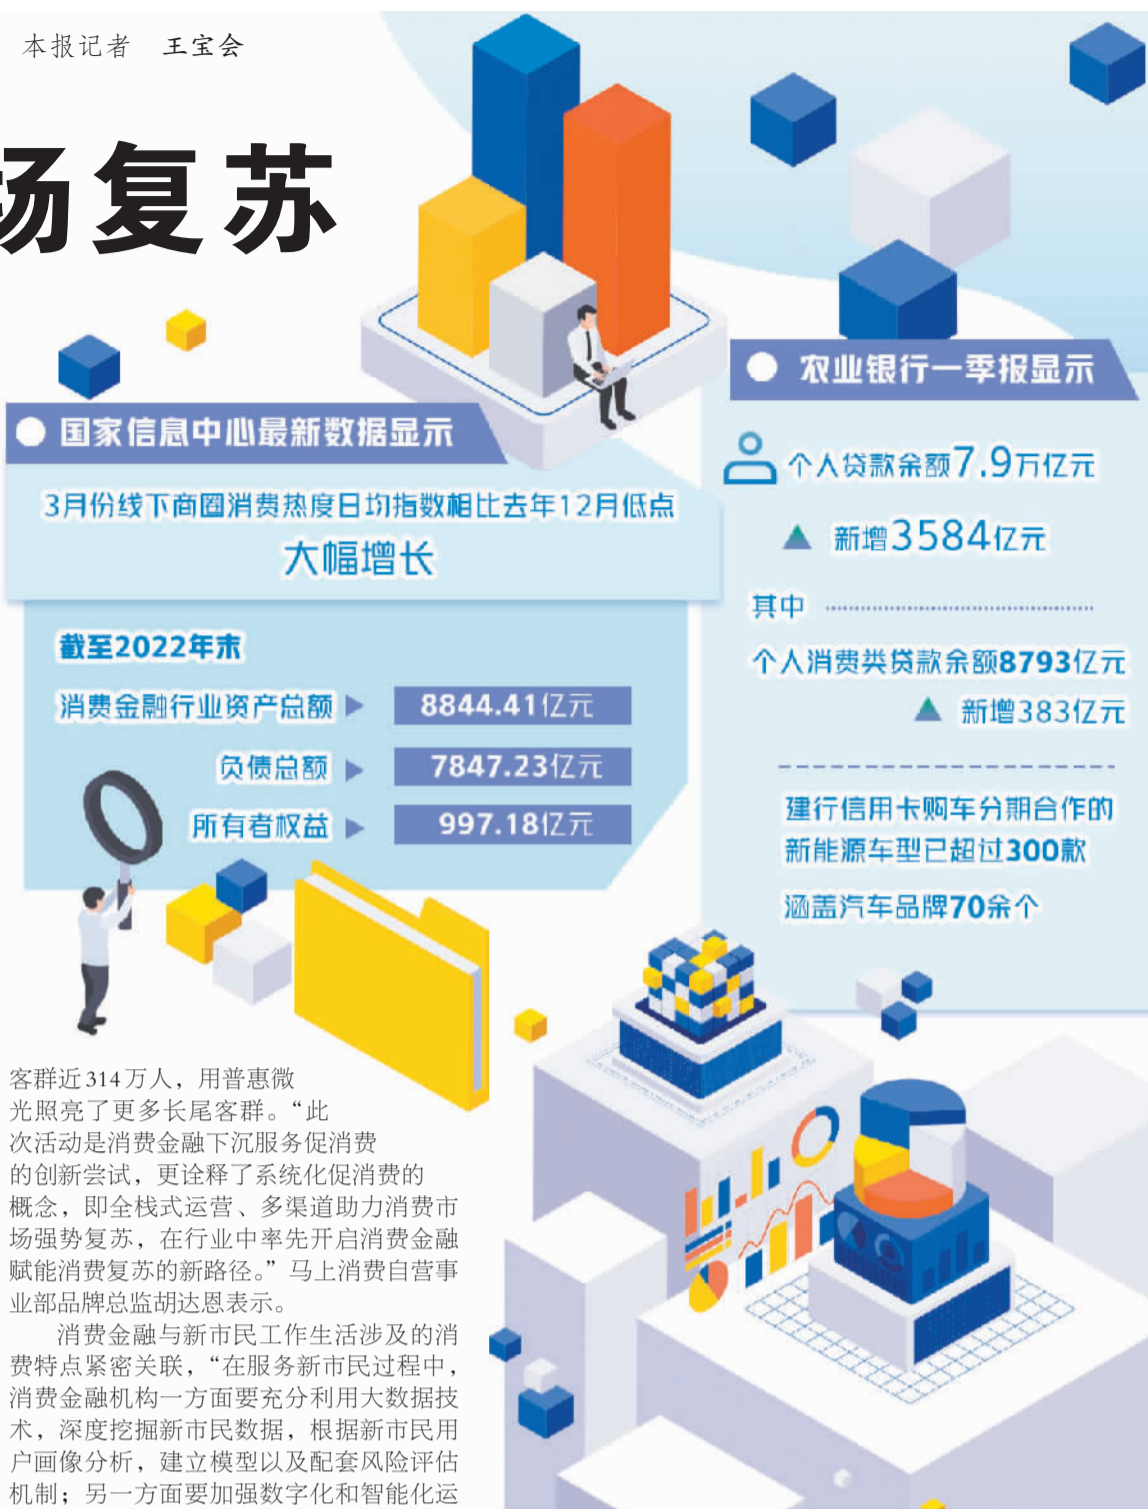 本报记者 王宝会
场复苏
国家信息中心最新数据显示
3月份线下商圈消费热度日均指数相比去年12月低点
大幅增长
截至2022年末
消费金融行业资产总额 8844.41亿元
负债总额 7847.23亿元
所有者权益 997.18亿元
农业银行一季报显示
个人贷款余额7.9万亿元
新增3584亿元
其中
个人消费类贷款余额8793亿元
新增383亿元
建行信用卡购车分期合作的
新能源车型已超过300款
涵盖汽车品牌70余个
客群近314万人，用普惠微
光照亮了更多长尾客群。“此
次活动是消费金融下沉服务促消费
的创新尝试，更诠释了系统化促消费的
概念，即全栈式运营、多渠道助力消费市
场强势复苏，在行业中率先开启消费金融
赋能消费复苏的新路径。”马上消费自营事
业部品牌总监胡达恩表示。
消费金融与新市民工作生活涉及的消
费特点紧密关联，“在服务新市民过程中，
消费金融机构一方面要充分利用大数据技
术，深度挖掘新市民数据，根据新市民用
户画像分析，建立模型以及配套风险评估
机制；另一方面要加强数字化和智能化运